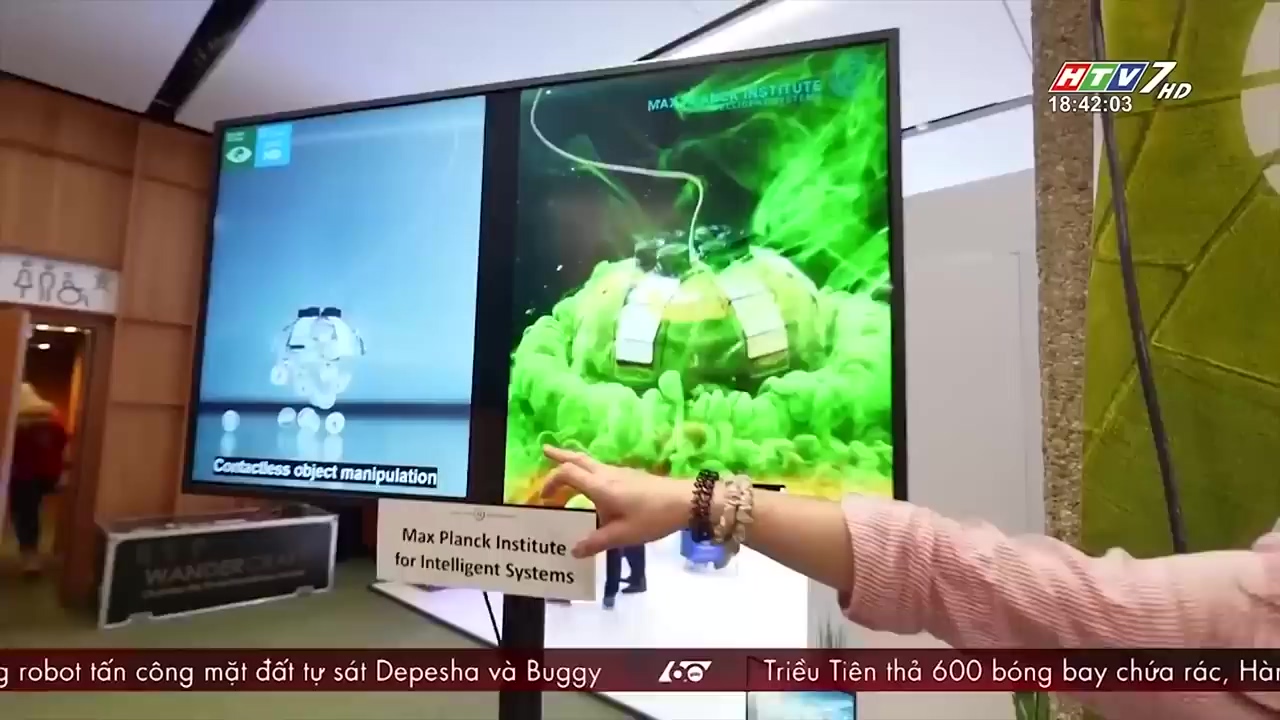 HTV7 HD
18:42:03
MAX PLANCK INSTITUTE
Contactless object manipulation
Max Planck Institute
for Intelligent Systems
WANDERCRAFT
g robot tấn công mặt đất tự sát Depesha và Buggy
60
Triều Tiên thả 600 bóng bay chứa rác, Hàn